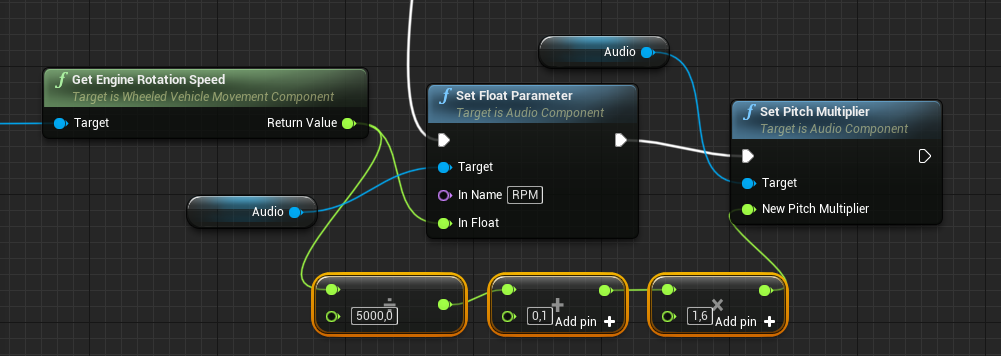 Audio
f Get Engine Rotation Speed
Target is Wheeled Vehicle Movement Component
Target
Return Value
f Set Float Parameter
Target is Audio Component
Target
In Name RPM
In Float
f Set Pitch Multiplier
Target is Audio Component
Target
New Pitch Multiplier
Audio
÷
5000,0
+
0,1
Add pin +
×
1,6
Add pin +